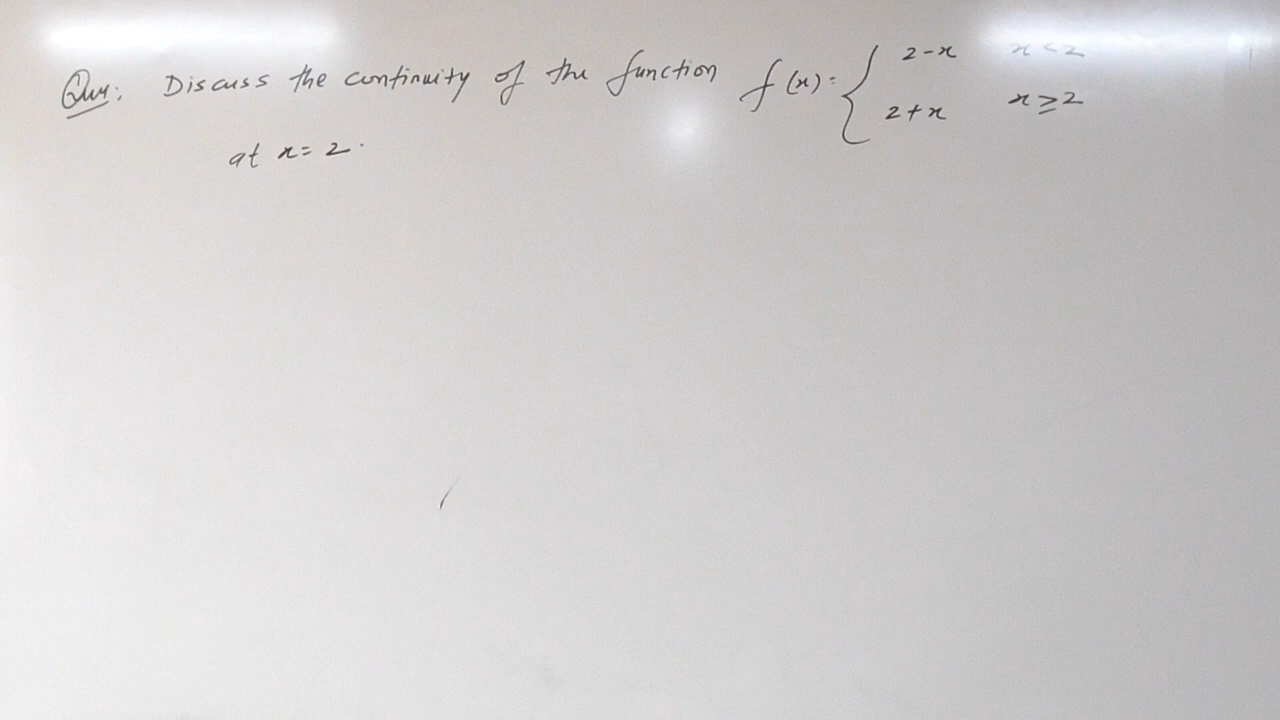 Que: Discuss the continuity of the function f(x) = { 2-x x<2
2+x x≥2
at x = 2.